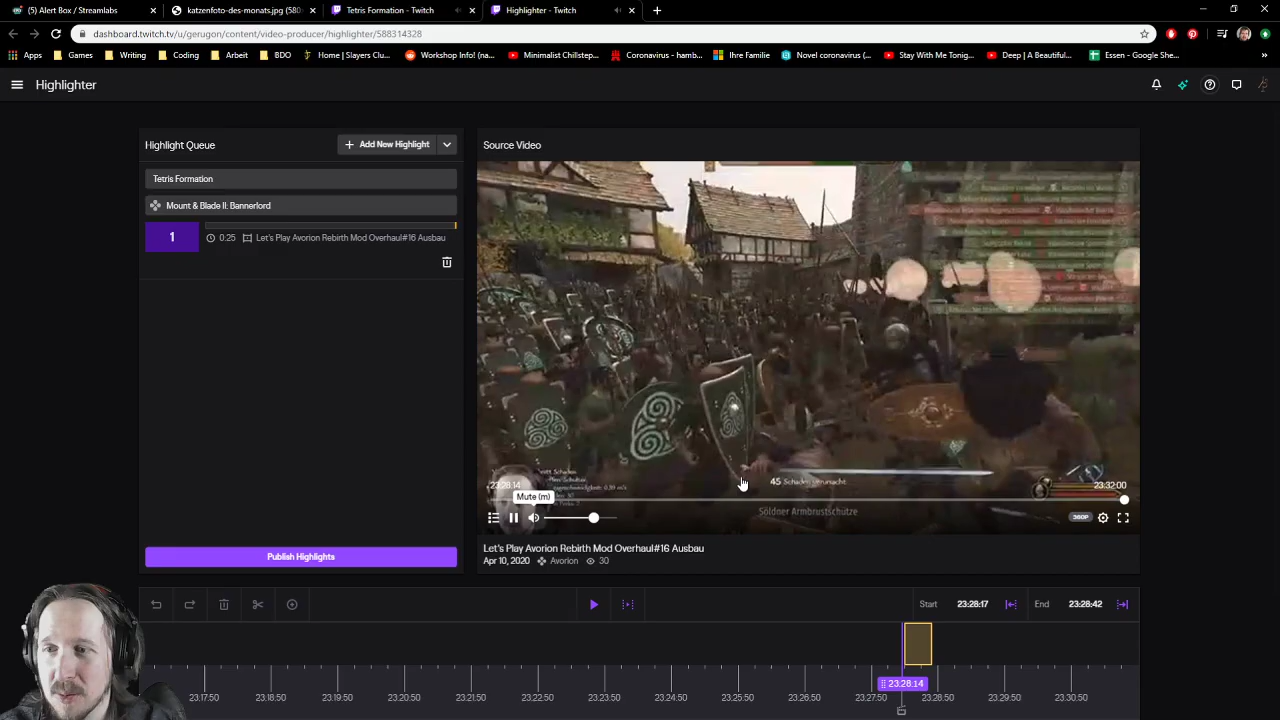 (5) Alert Box / Streamlabs
katzenfoto-des-monats.jpg (580×
Tetris Formation - Twitch
Highlighter - Twitch
dashboard.twitch.tv/u/gerugon/content/video-producer/highlighter/588314328
Apps
Games
Writing
Coding
Arbeit
BDO
Home | Slayers Clu...
Workshop Info! (na...
Minimalist Chillstep...
Coronavirus - hamb...
Ihre Familie
Novel coronavirus (...
Stay With Me Tonig...
Deep | A Beautiful...
Essen - Google She...
»
Highlighter
Highlight Queue
Add New Highlight
Source Video
Tetris Formation
Mount & Blade II: Bannerlord
1
0:25
Let's Play Avorion Rebirth Mod Overhaul#16 Ausbau
45 Schaden verursacht
23:28:14
23:32:00
Mute (m)
Söldner Armbrustschütze
360P
Publish Highlights
Let's Play Avorion Rebirth Mod Overhaul#16 Ausbau
Apr 10, 2020
Avorion
30
Start
23:28:17
End
23:28:42
23:28:14
23:17:50
23:18:50
23:19:50
23:20:50
23:21:50
23:22:50
23:23:50
23:24:50
23:25:50
23:26:50
23:27:50
23:28:50
23:29:50
23:30:50